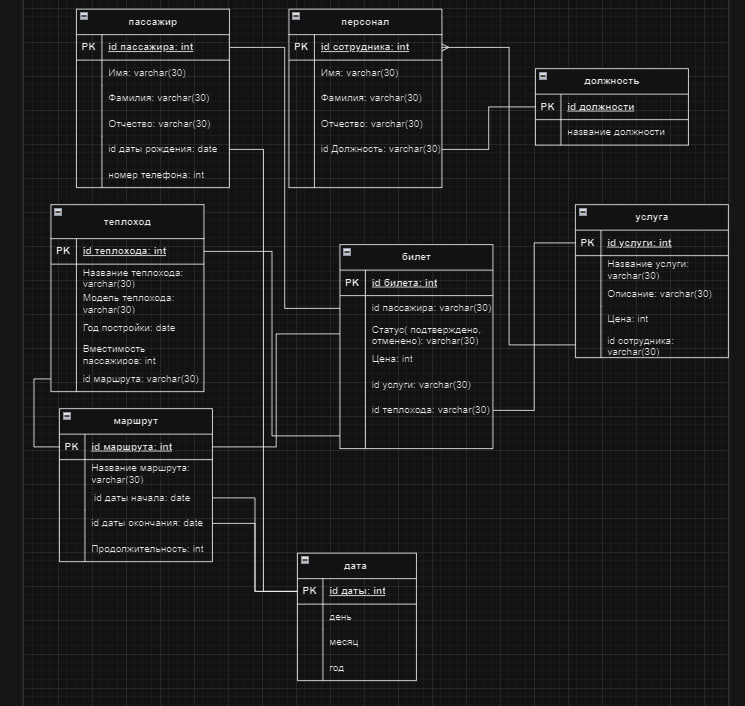 пассажир
PK id пассажира: int
Имя: varchar(30)
Фамилия: varchar(30)
Отчество: varchar(30)
id даты рождения: date
номер телефона: int
персонал
PK id сотрудника: int
Имя: varchar(30)
Фамилия: varchar(30)
Отчество: varchar(30)
id Должность: varchar(30)
должность
PK id должности
название должности
теплоход
PK id теплохода: int
Название теплохода:
varchar(30)
Модель теплохода:
varchar(30)
Год постройки: date
Вместимость
пассажиров: int
id маршрута: varchar(30)
билет
PK id билета: int
id пассажира: varchar(30)
Статус( подтверждено,
отменено): varchar(30)
Цена: int
id услуги: varchar(30)
id теплохода: varchar(30)
услуга
PK id услуги: int
Название услуги:
varchar(30)
Описание: varchar(30)
Цена: int
id сотрудника:
varchar(30)
маршрут
PK id маршрута: int
Название маршрута:
varchar(30)
id даты начала: date
id даты окончания: date
Продолжительность: int
дата
PK id даты: int
день
месяц
год